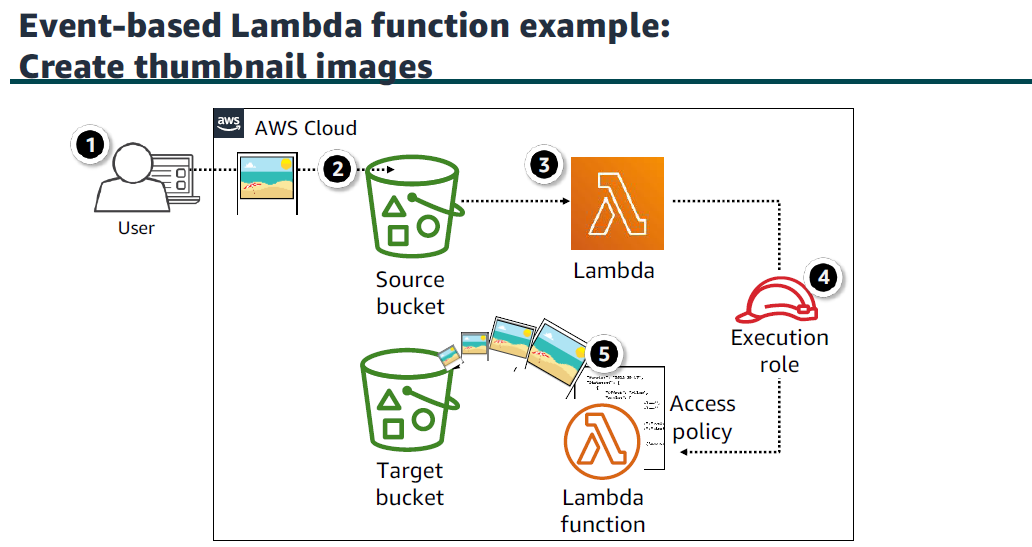 Event-based Lambda function example:
Create thumbnail images
aws
AWS Cloud
1
2
3
User
Source
bucket
Lambda
4
Execution
role
5
Access
policy
Target
bucket
Lambda
function